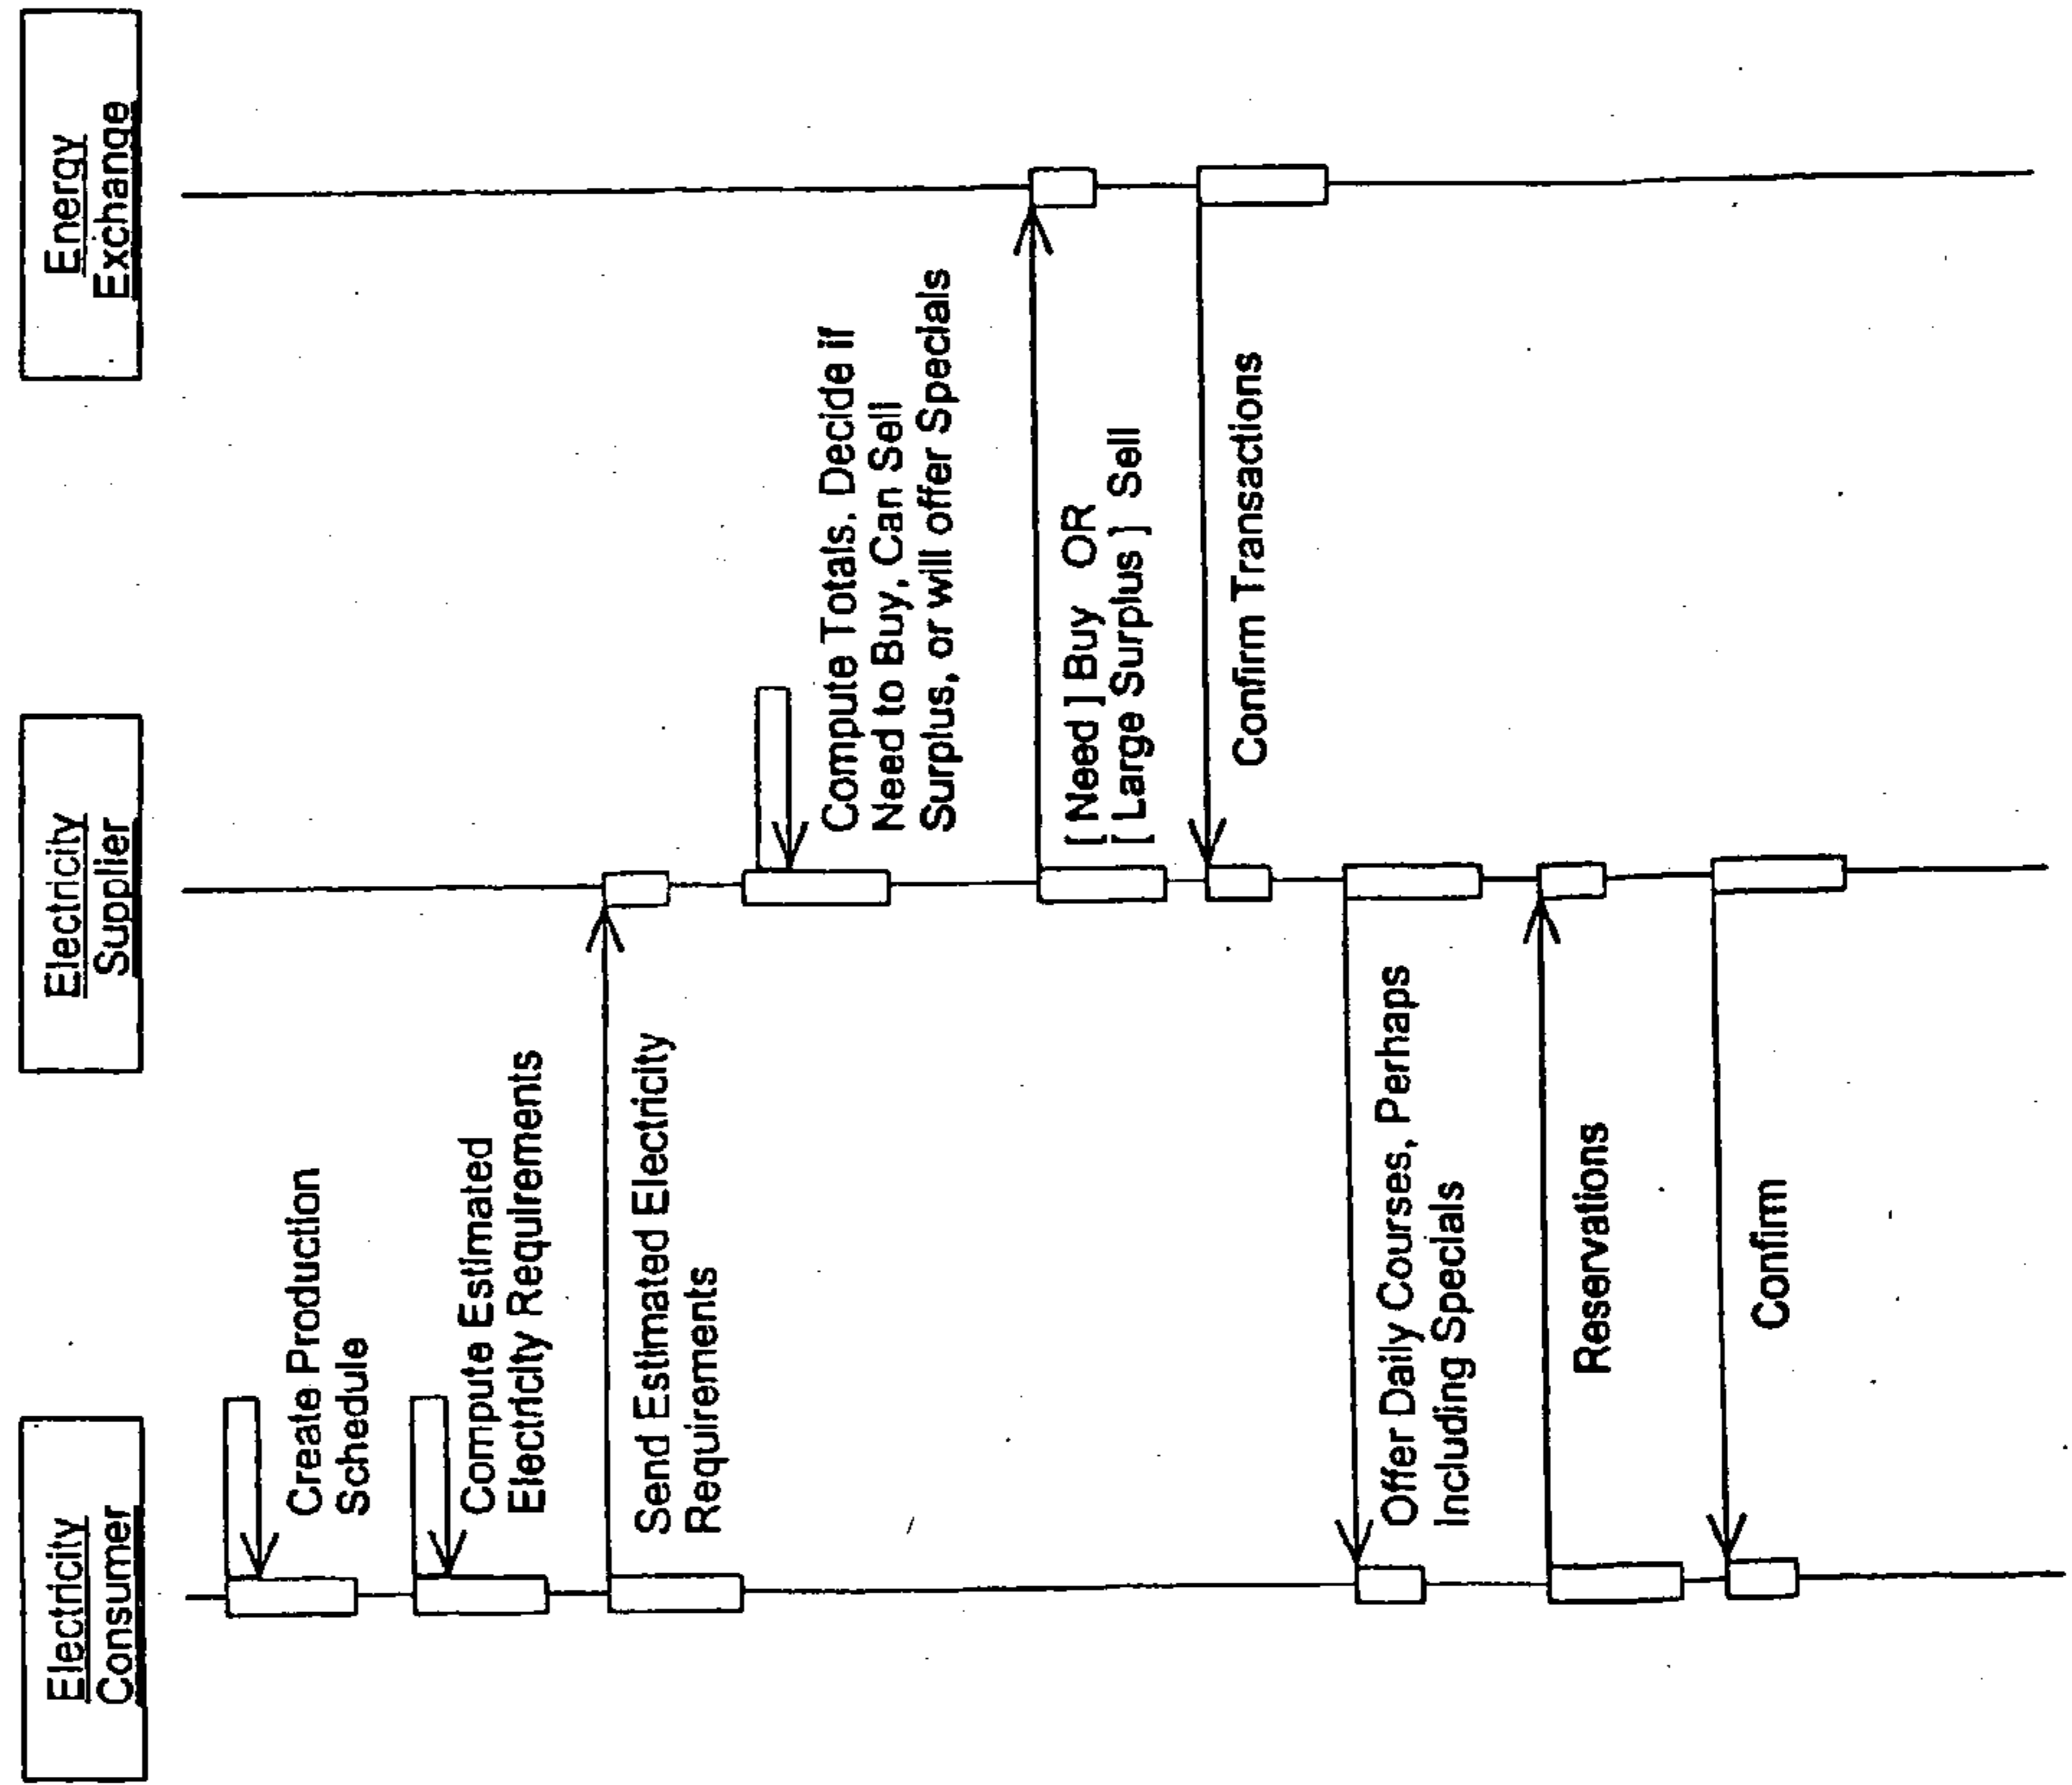 Electricity
Consumer
Electricity
Supplier
Energy
Exchange
Create Production
Schedule
Compute Estimated
Electricity Requirements
Send Estimated Electricity
Requirements
Compute Totals, Decide if
Need to Buy, Can Sell
Surplus, or will offer Specials
[ Need ] Buy OR
[ Large Surplus ] Sell
Confirm Transactions
Offer Daily Courses, Perhaps
Including Specials
Reservations
Confirm